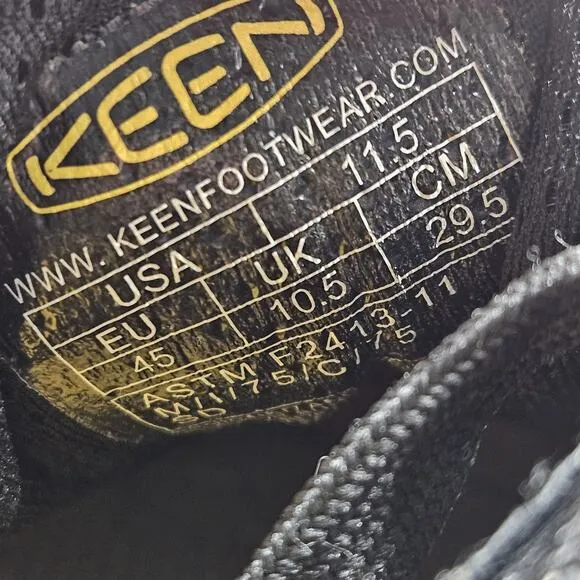 KEEN
WWW.KEENFOOTWEAR.COM
USA 11.5
EU UK CM
45 10.5 29.5
ASTM F2413-11
M/I/75/C/75
SD